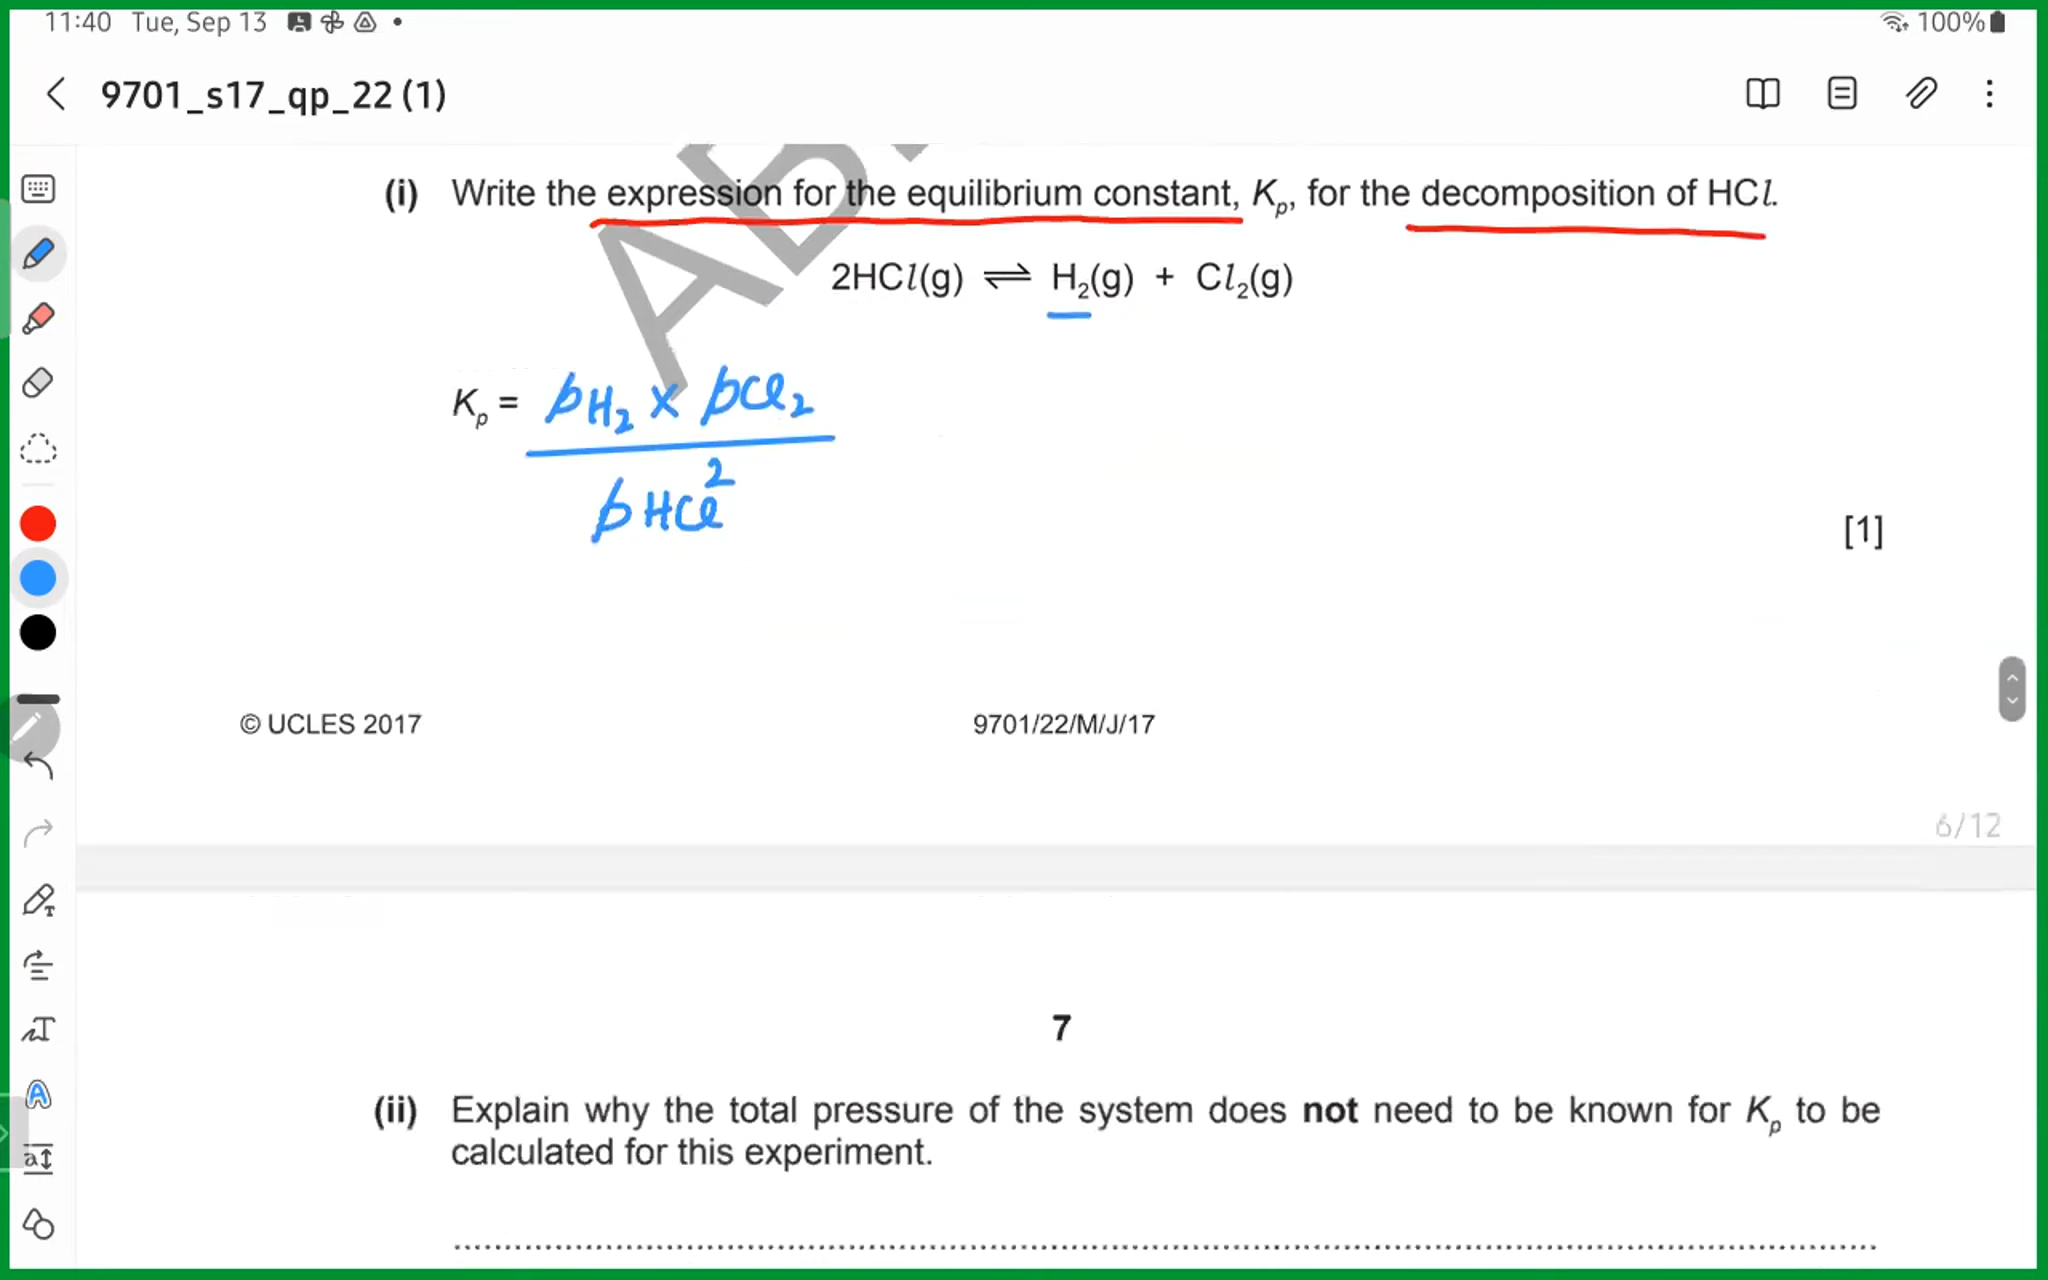 11:40 Tue, Sep 13
100%
9701_s17_qp_22 (1)
(i) Write the expression for the equilibrium constant, Kp, for the decomposition of HCl.
2HCl(g) ⇌ H₂(g) + Cl₂(g)
Kp = pH₂ × pCl₂
pHCl²
[1]
© UCLES 2017
9701/22/M/J/17
6/12
7
(ii) Explain why the total pressure of the system does not need to be known for Kp to be
calculated for this experiment.